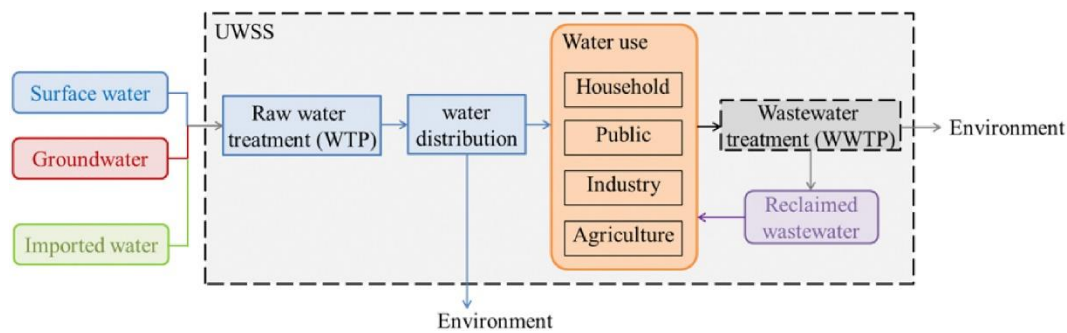 UWSS
Surface water
Groundwater
Imported water
Raw water
treatment (WTP)
water
distribution
Water use
Household
Public
Industry
Agriculture
Wastewater
treatment (WWTP)
Reclaimed
wastewater
Environment
Environment